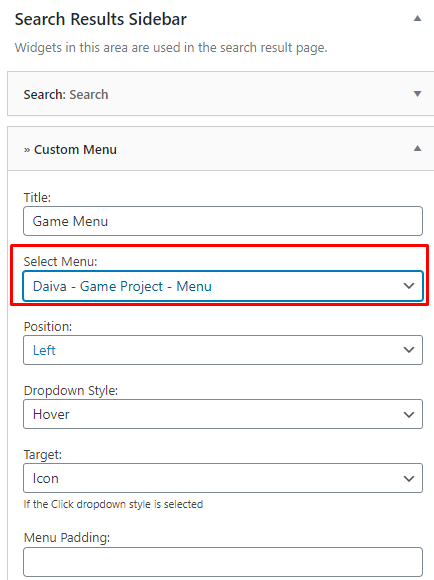 Search Results Sidebar
Widgets in this area are used in the search result page.
Search: Search
» Custom Menu
Title:
Game Menu
Select Menu:
Daiva - Game Project - Menu
Position:
Left
Dropdown Style:
Hover
Target:
Icon
If the Click dropdown style is selected
Menu Padding: